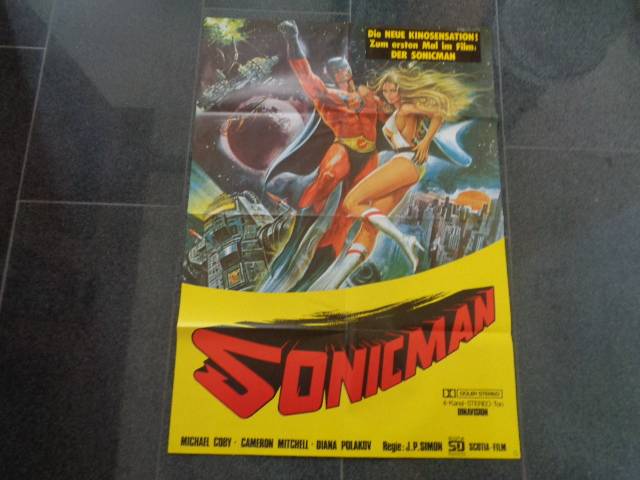 Die NEUE KINOSENSATION!
Zum ersten Mal im Film:
DER SONICMAN
SONICMAN
DOLBY STEREO
4-Kanal-STEREO-Ton
DINAVISION
MICHAEL COBY · CAMERON MITCHELL · DIANA POLAKOV Regie: J.P. SIMON SCOTIA-FILM